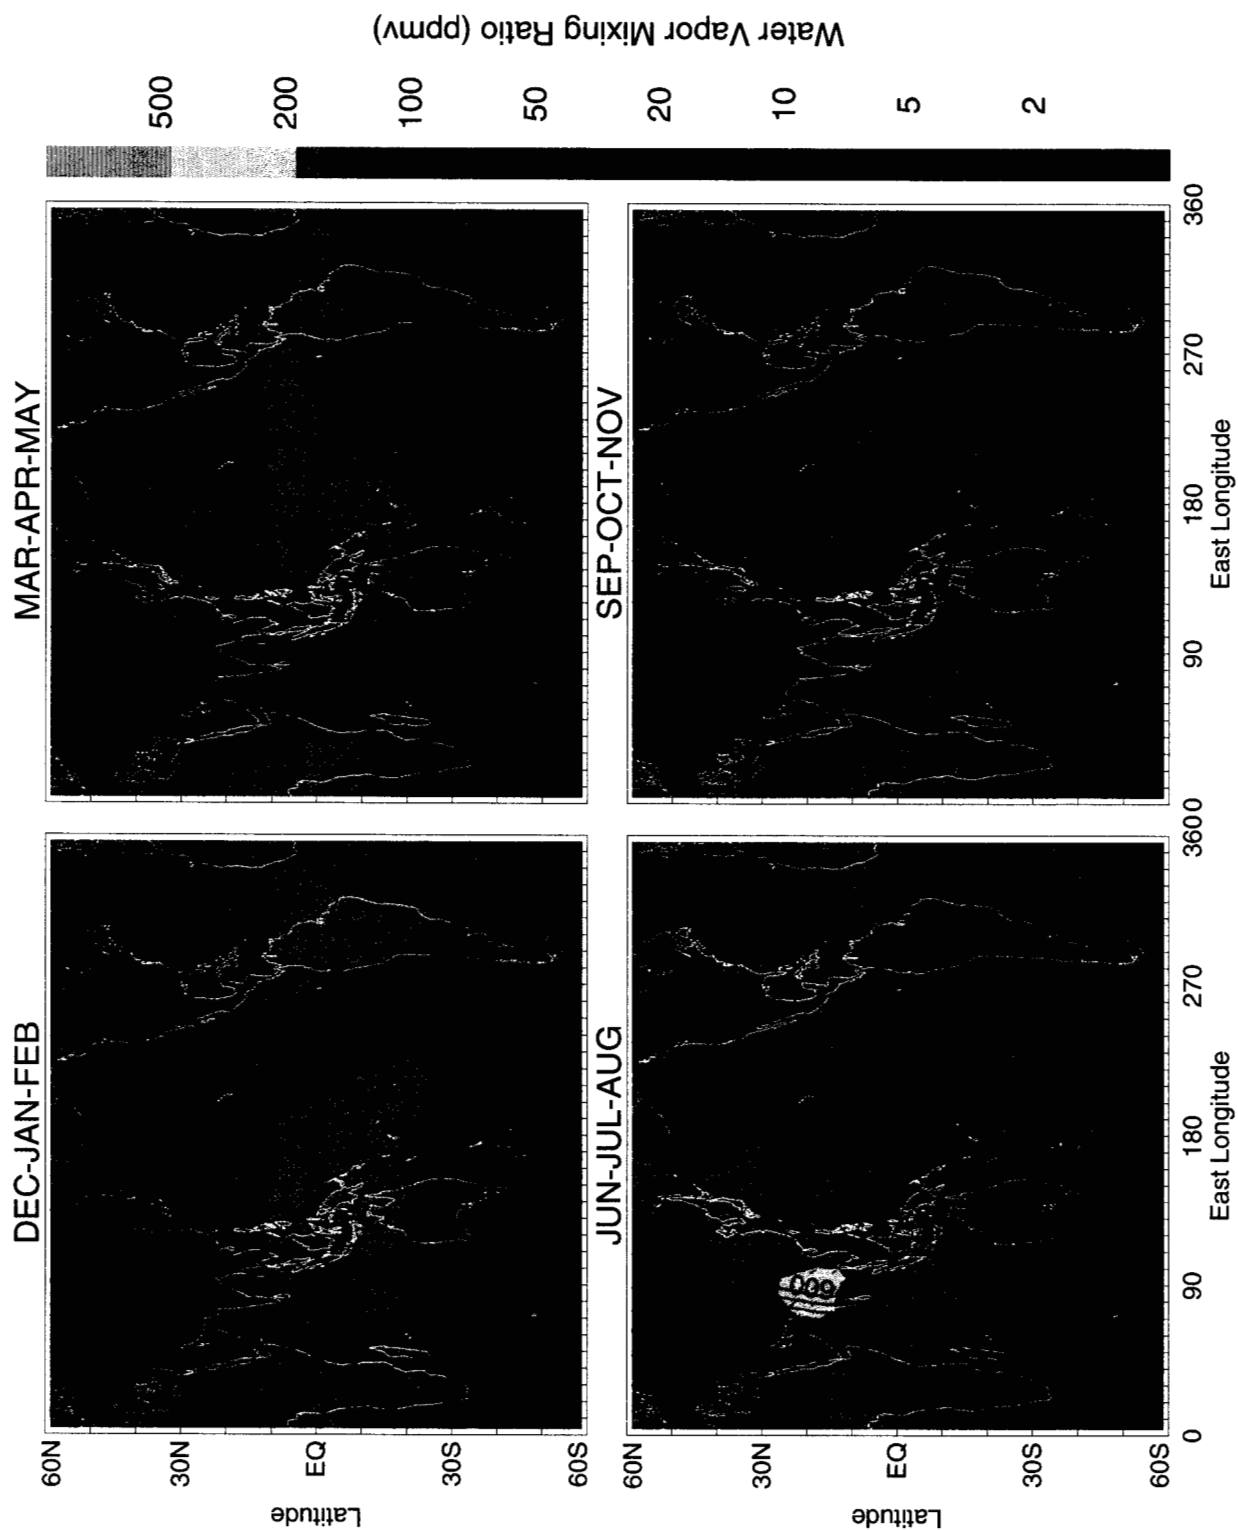 DEC-JAN-FEB
MAR-APR-MAY
60N
30N
EQ
30S
60S
Latitude
JUN-JUL-AUG
SEP-OCT-NOV
60N
30N
EQ
30S
60S
Latitude
600
0
90
180
270
360
0
90
180
270
360
East Longitude
East Longitude
500
200
100
50
20
10
5
2
Water Vapor Mixing Ratio (ppmv)